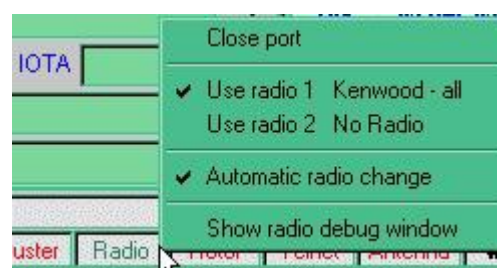 Close port
IOTA
Use radio 1 Kenwood - all
Use radio 2 No Radio
Automatic radio change
Show radio debug window
uster Radio Rotor Telnet Antenna